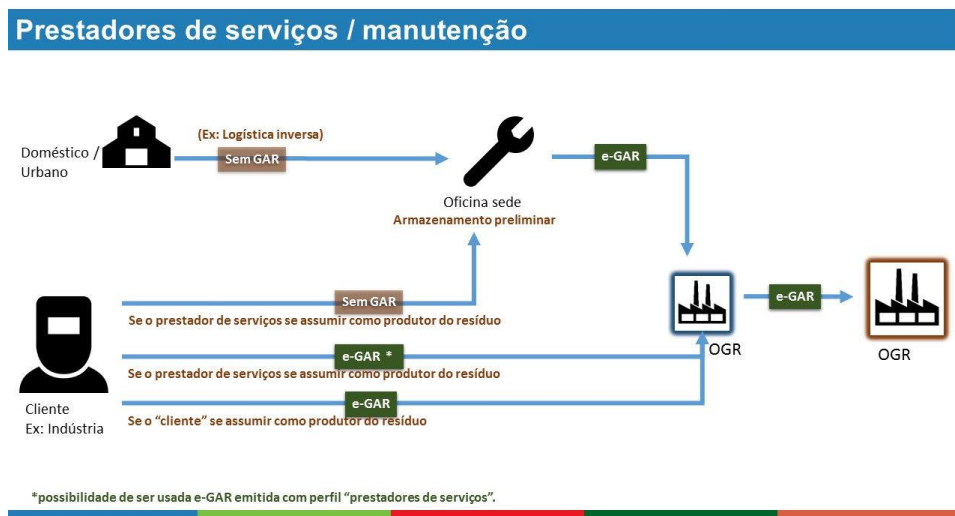 Prestadores de serviços / manutenção
(Ex: Logística inversa)
Doméstico /
Urbano
Sem GAR
e-GAR
Oficina sede
Armazenamento preliminar
Sem GAR
Se o prestador de serviços se assumir como produtor do resíduo
e-GAR
OGR
OGR
e-GAR *
Se o prestador de serviços se assumir como produtor do resíduo
e-GAR
Cliente
Ex: Indústria
Se o “cliente” se assumir como produtor do resíduo
*possibilidade de ser usada e-GAR emitida com perfil “prestadores de serviços”.